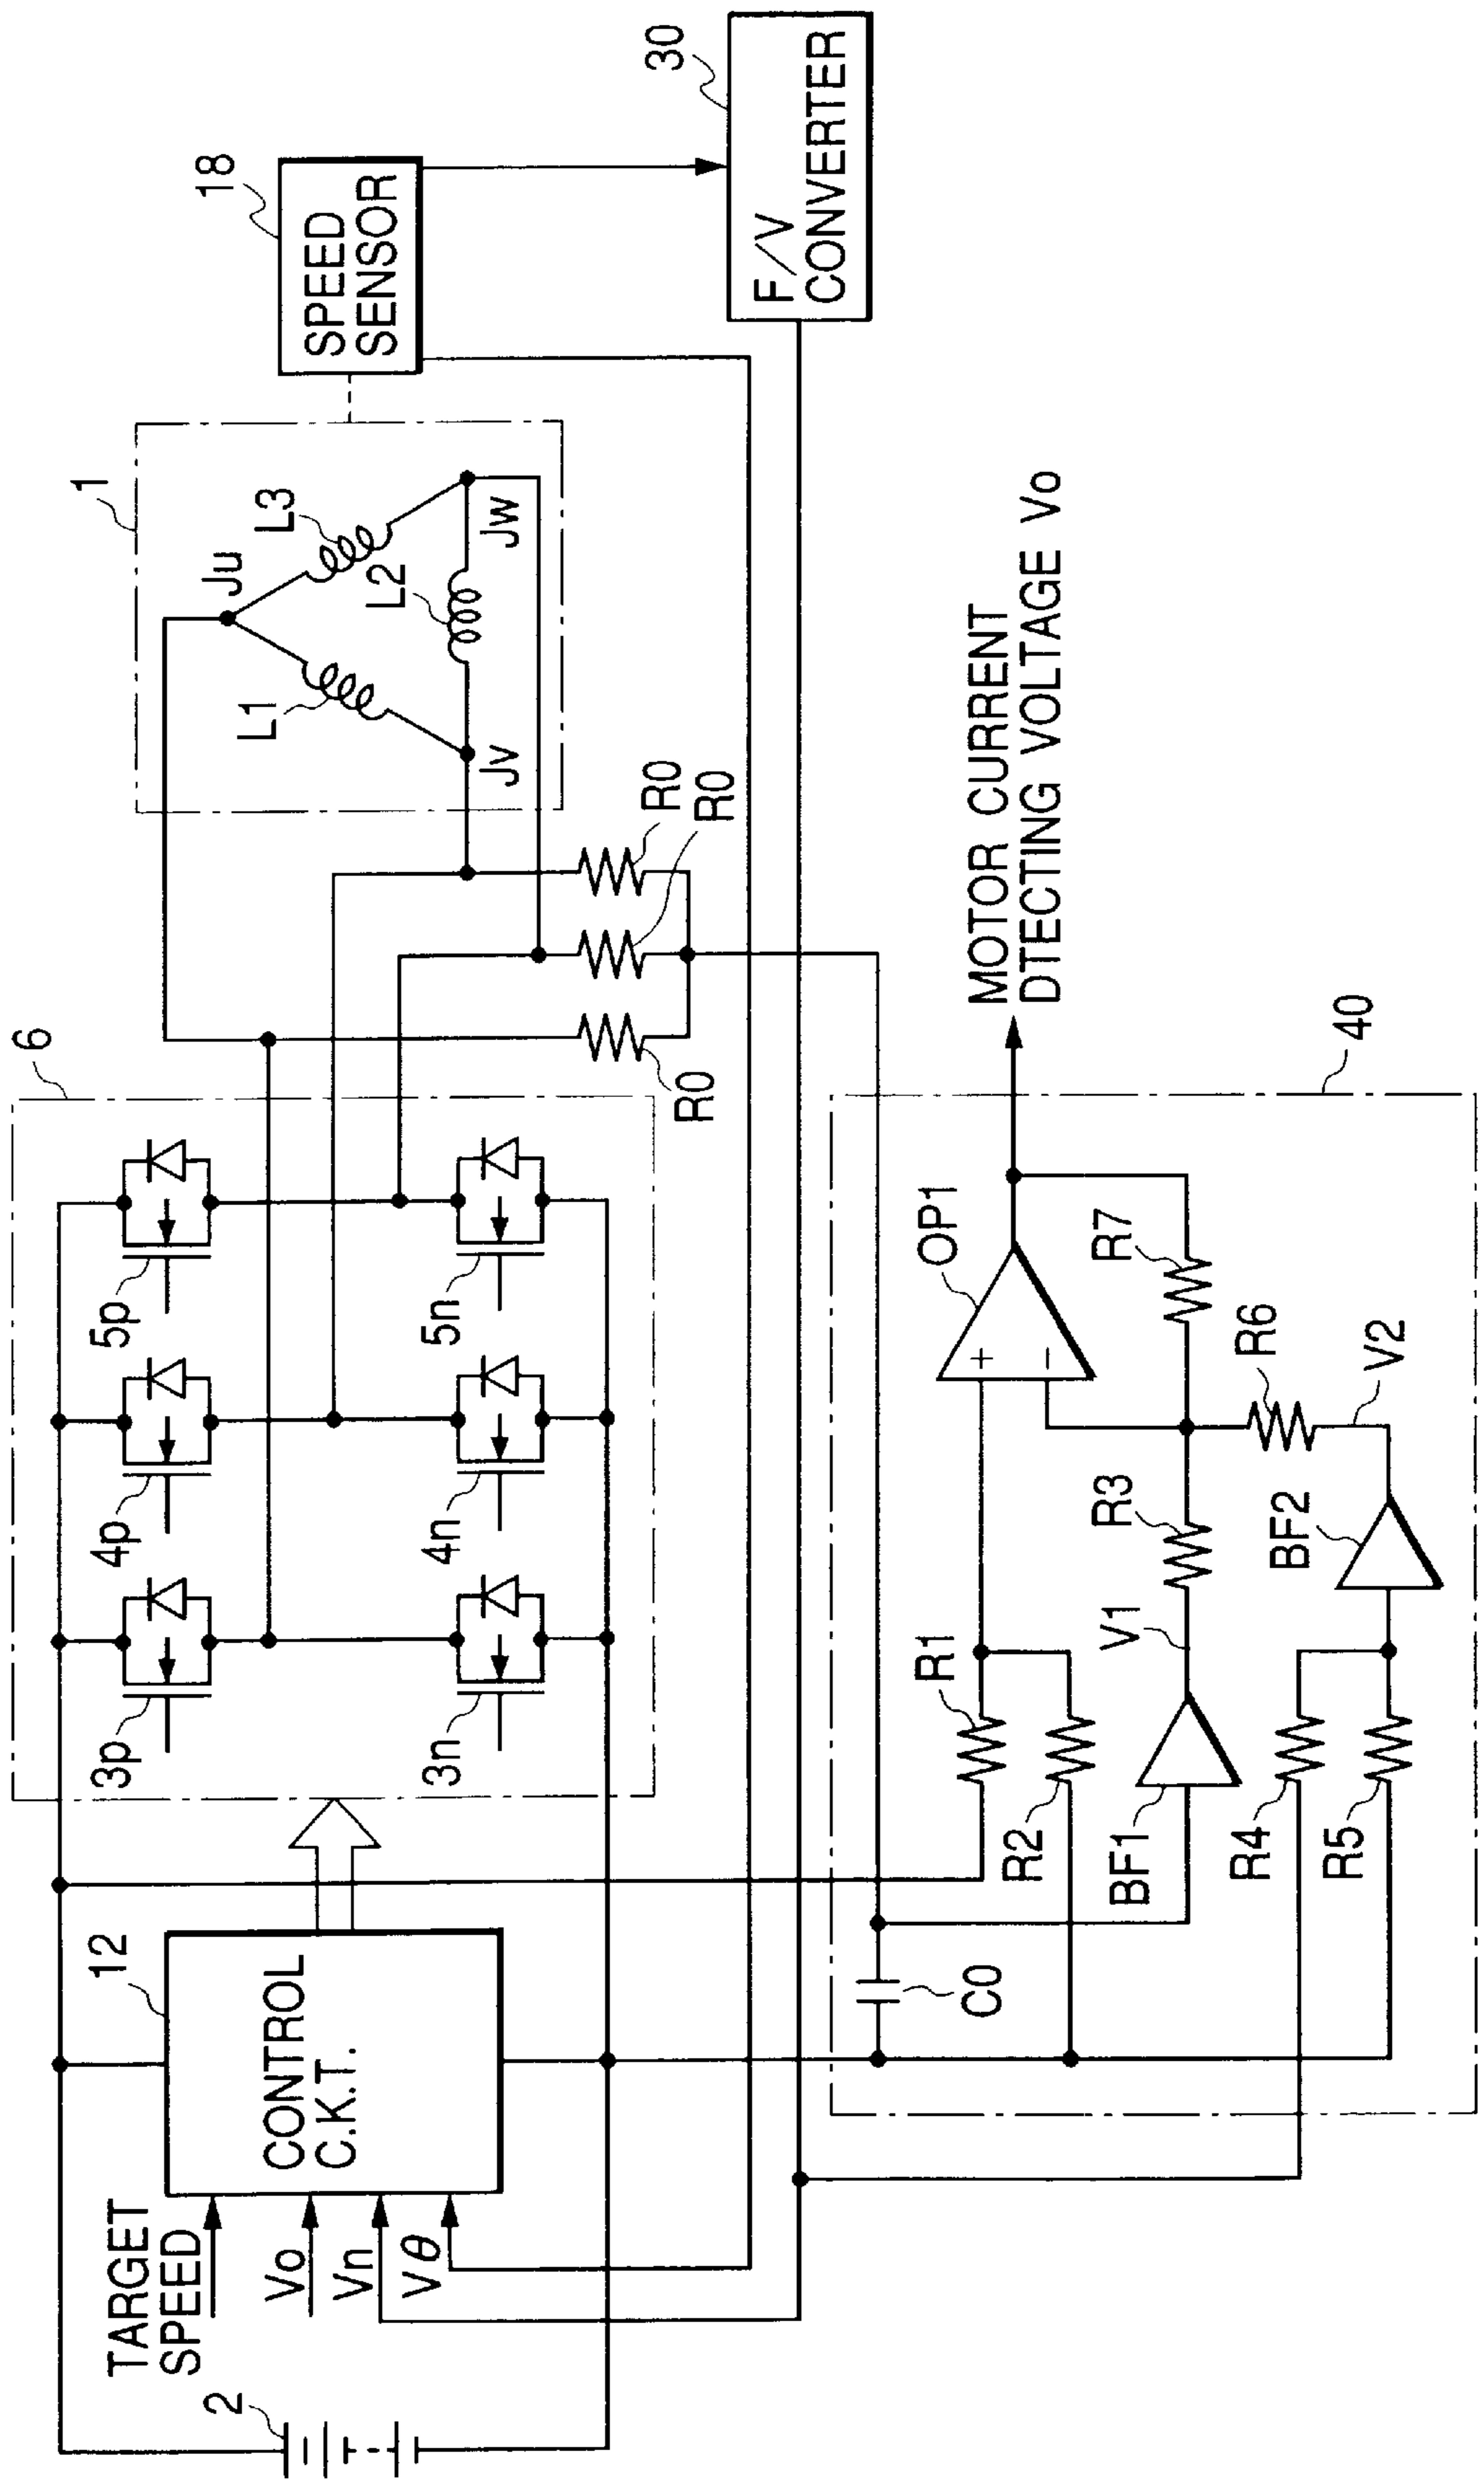 6
1
18
SPEED
SENSOR
30
F/V
CONVERTER
Ju
L3
L1
L2
Jv
Jw
R0
R0
R0
3p
4p
5p
3n
4n
5n
12
CONTROL
C.K.T.
TARGET
SPEED
Vo
Vn
Vθ
2
MOTOR CURRENT
DTECTING VOLTAGE Vo
40
OP1
+
−
R1
R2
C0
BF1
V1
R3
R7
R6
V2
BF2
R4
R5